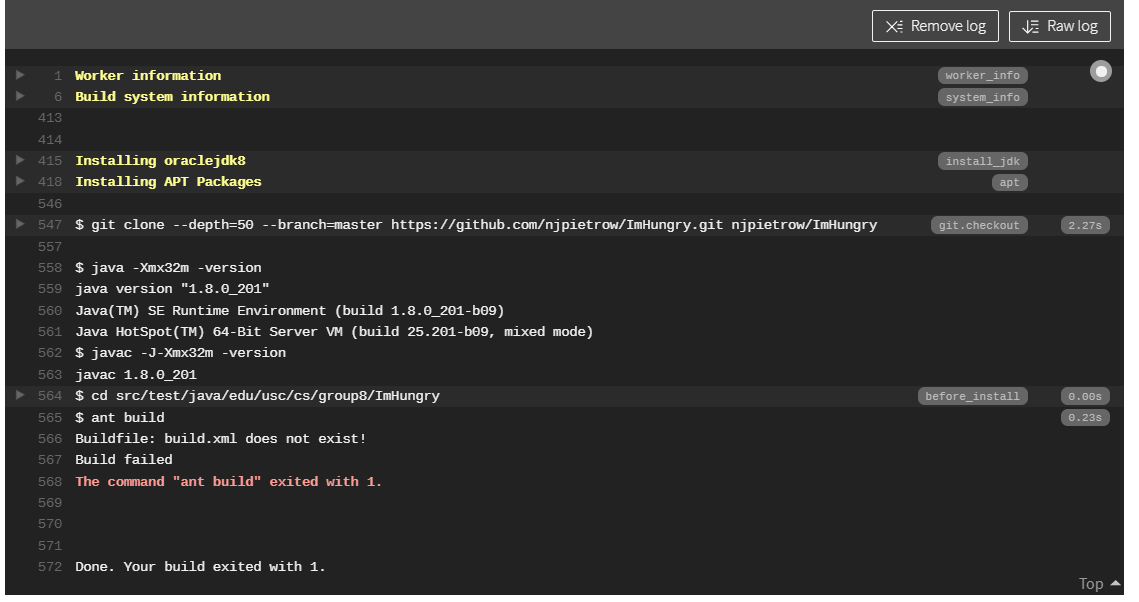 Remove log Raw log
1 Worker information worker_info
6 Build system information system_info
413
414
415 Installing oraclejdk8 install_jdk
418 Installing APT Packages apt
546
547 $ git clone --depth=50 --branch=master https://github.com/njpietrow/ImHungry.git njpietrow/ImHungry git.checkout 2.27s
557
558 $ java -Xmx32m -version
559 java version "1.8.0_201"
560 Java(TM) SE Runtime Environment (build 1.8.0_201-b09)
561 Java HotSpot(TM) 64-Bit Server VM (build 25.201-b09, mixed mode)
562 $ javac -J-Xmx32m -version
563 javac 1.8.0_201
564 $ cd src/test/java/edu/usc/cs/group8/ImHungry before_install 0.00s
565 $ ant build 0.23s
566 Buildfile: build.xml does not exist!
567 Build failed
568 The command "ant build" exited with 1.
569
570
571
572 Done. Your build exited with 1.
Top